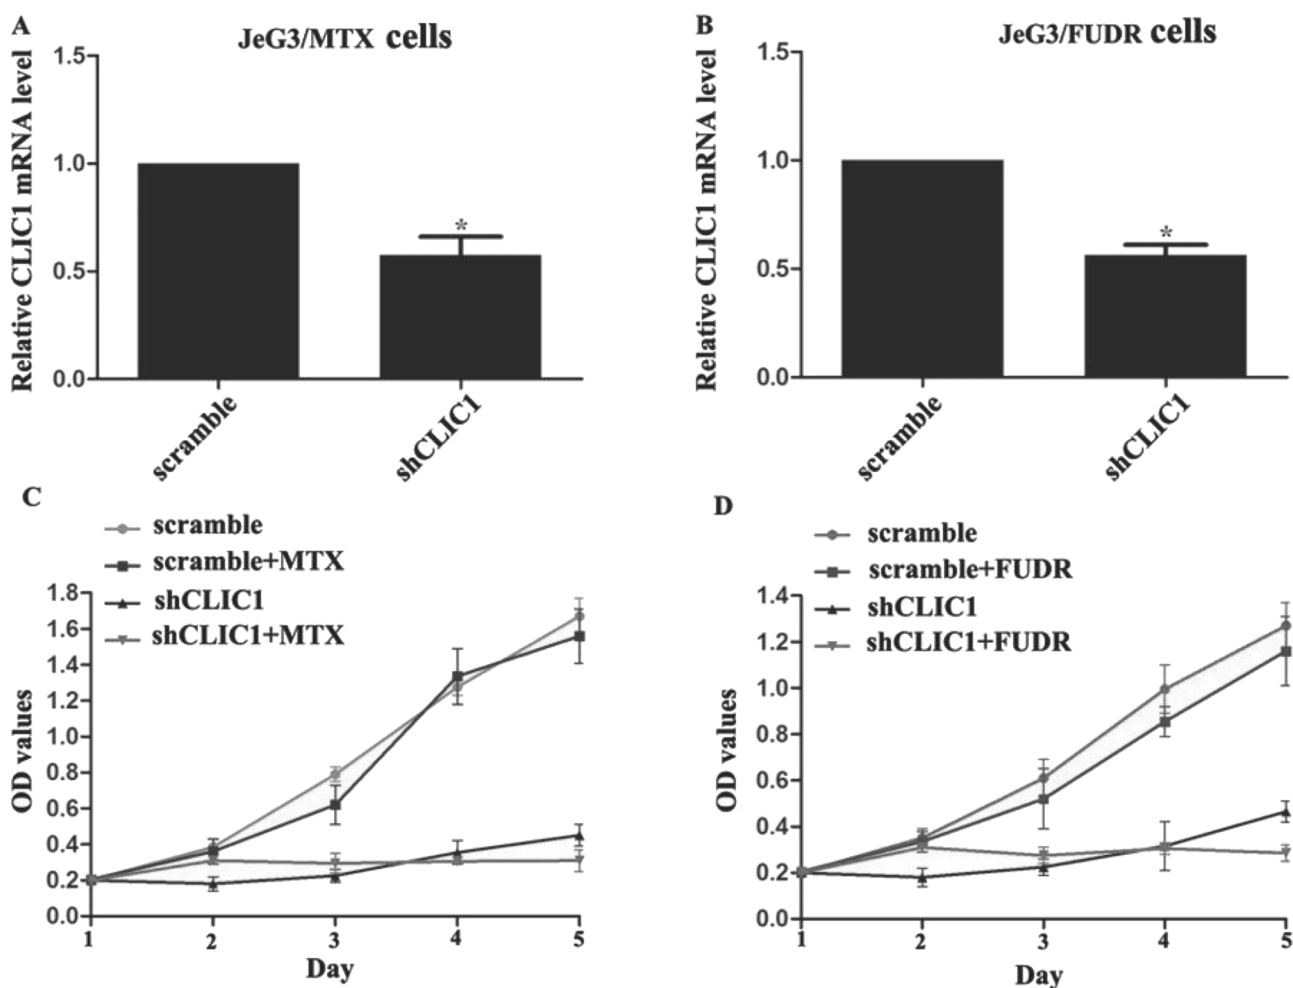 A
JeG3/MTX cells
Relative CLIC1 mRNA level
1.5
1.0
0.5
0.0
scramble
shCLIC1
*
B
JeG3/FUDR cells
Relative CLIC1 mRNA level
1.5
1.0
0.5
0.0
scramble
shCLIC1
*
C
scramble
scramble+MTX
shCLIC1
shCLIC1+MTX
OD values
1.8
1.6
1.4
1.2
1.0
0.8
0.6
0.4
0.2
0.0
1 2 3 4 5
Day
D
scramble
scramble+FUDR
shCLIC1
shCLIC1+FUDR
OD values
1.4
1.2
1.0
0.8
0.6
0.4
0.2
0.0
1 2 3 4 5
Day